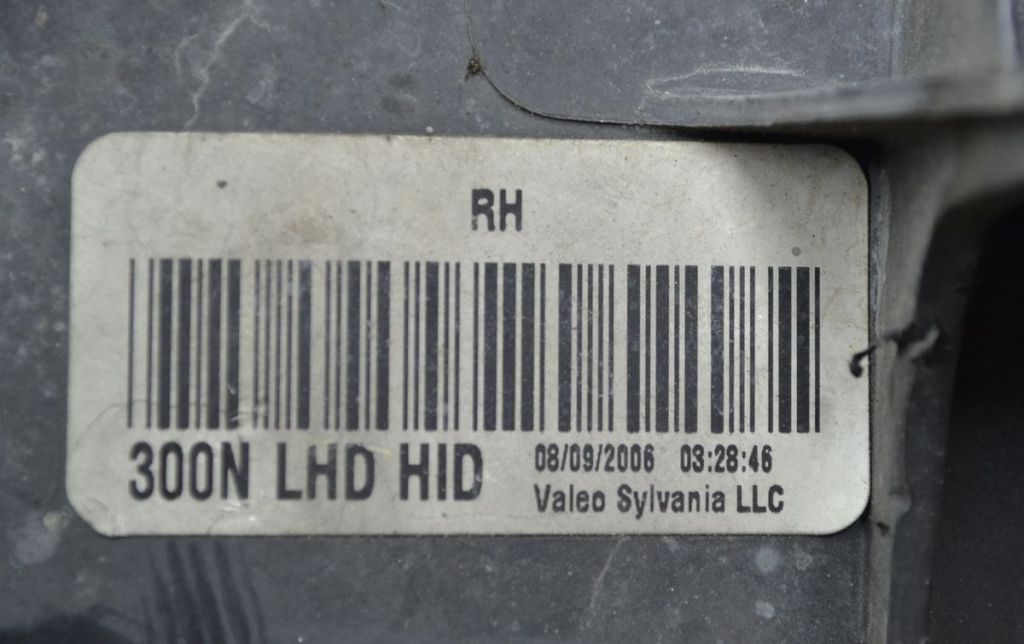 RH
300N LHD HID
08/09/2006 03:28:46
Valeo Sylvania LLC